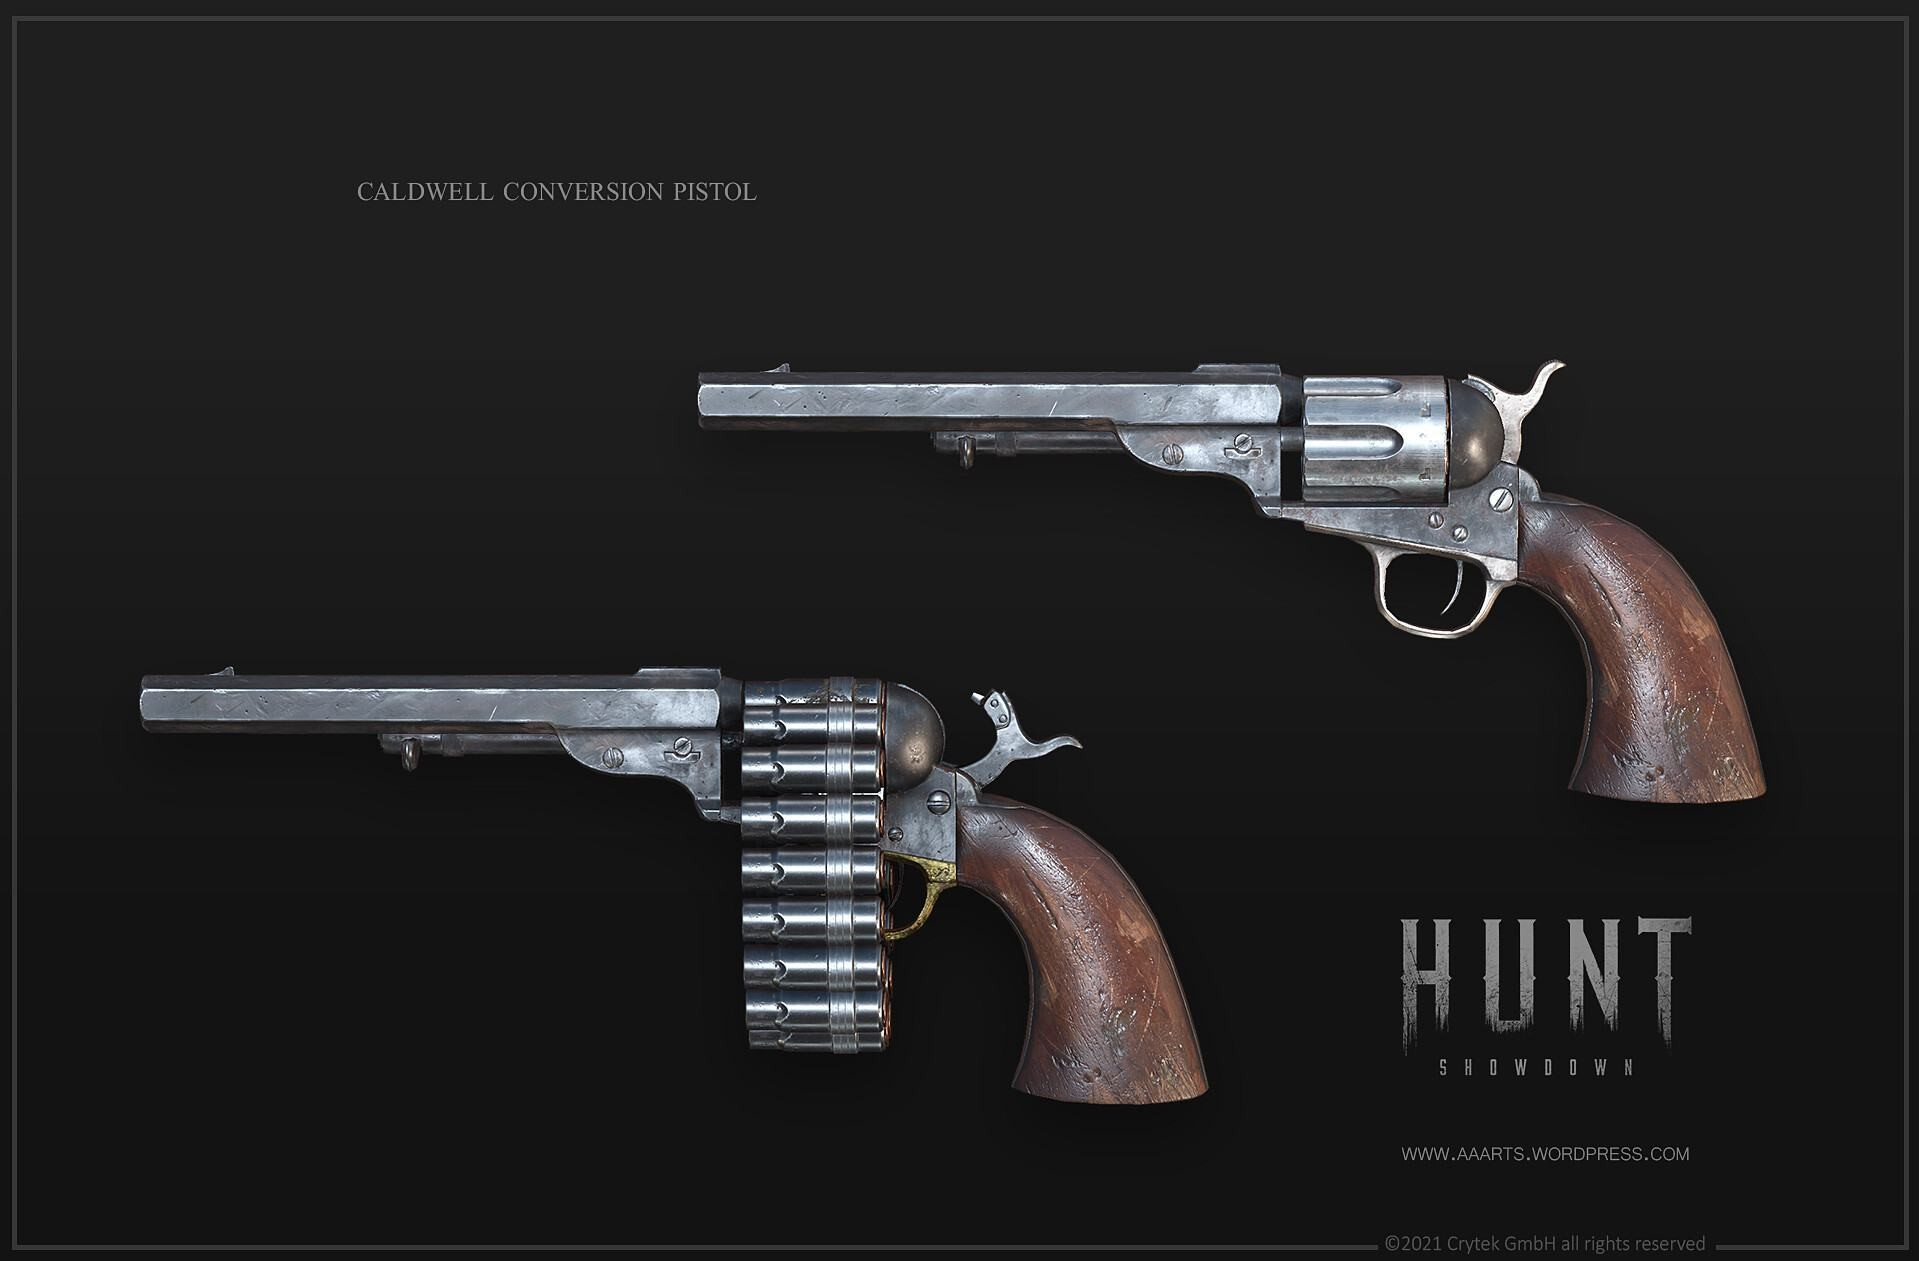 CALDWELL CONVERSION PISTOL
HUNT
SHOWDOWN
WWW.AAARTS.WORDPRESS.COM
©2021 Crytek GmbH all rights reserved